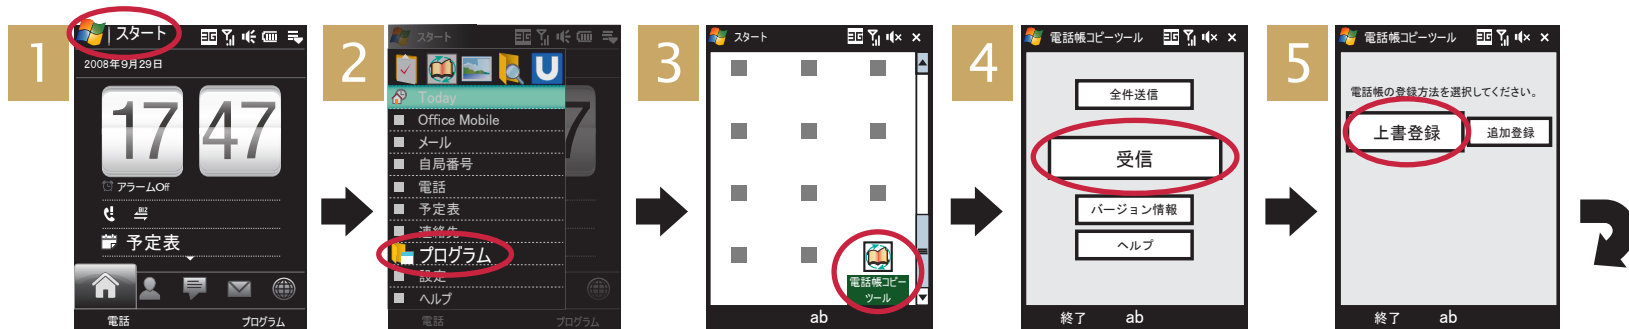 1
スタート
3G
2008年9月29日
17 47
アラームOff
予定表
電話 プログラム
2
スタート
3G
U
Today
Office Mobile
メール
自局番号
電話
予定表
連絡先
プログラム
設定
ヘルプ
電話 プログラム
3
スタート
3G
電話帳コピー
ツール
ab
4
電話帳コピーツール
3G
全件送信
受信
バージョン情報
ヘルプ
終了 ab
5
電話帳コピーツール
3G
電話帳の登録方法を選択してください。
上書登録 追加登録
終了 ab